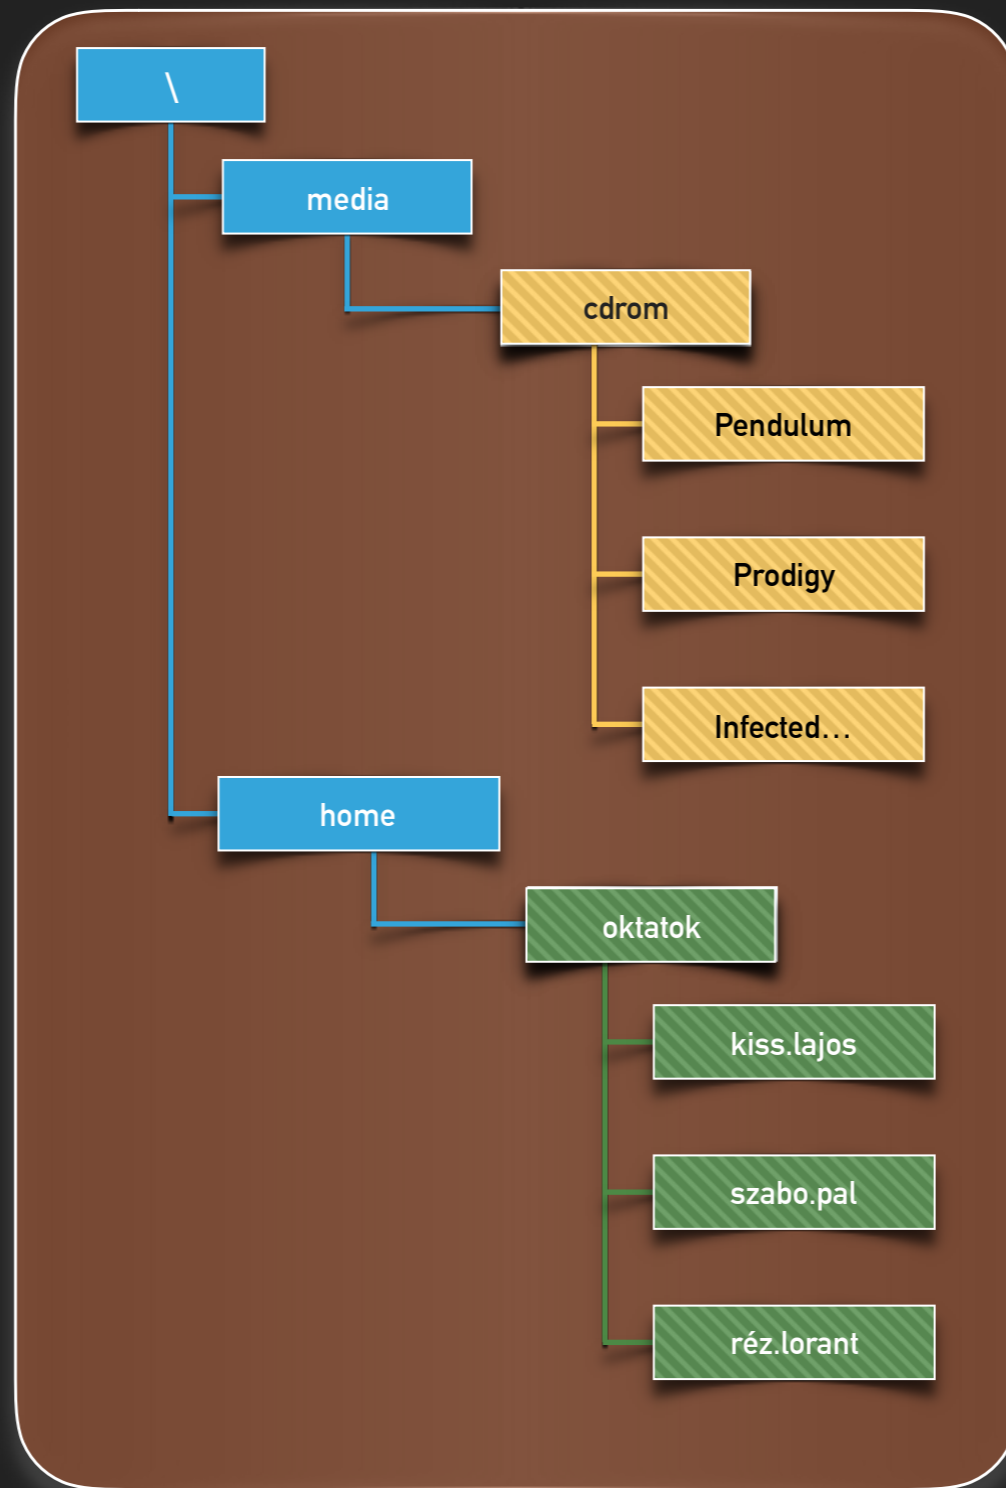 \
media
cdrom
Pendulum
Prodigy
Infected…
home
oktatok
kiss.lajos
szabo.pal
réz.lorant